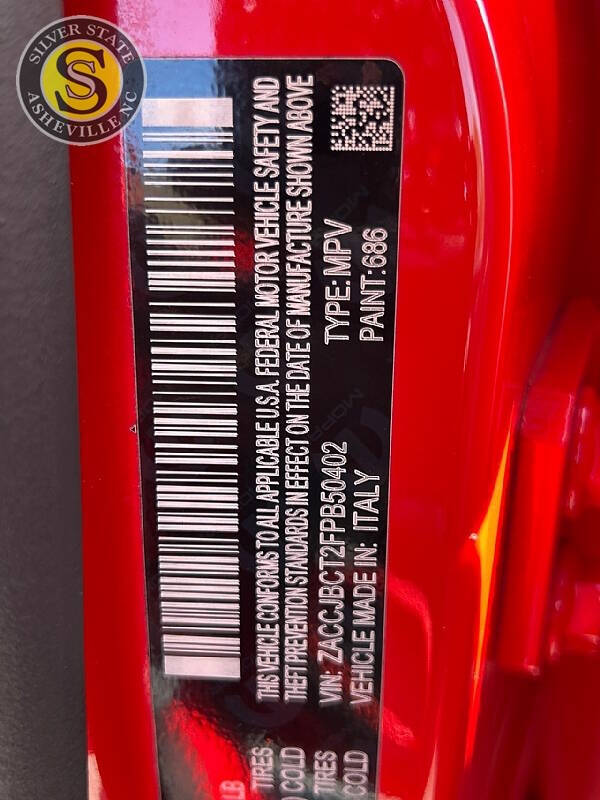 SILVER STATE
S
ASHEVILLE NC
THIS VEHICLE CONFORMS TO ALL APPLICABLE U.S.A. FEDERAL MOTOR VEHICLE SAFETY AND
THEFT PREVENTION STANDARDS IN EFFECT ON THE DATE OF MANUFACTURE SHOWN ABOVE
VIN: ZACCJBCT2FPB50402 TYPE: MPV
VEHICLE MADE IN: ITALY PAINT:686
LB
TIRES
COLD
TIRES
COLD